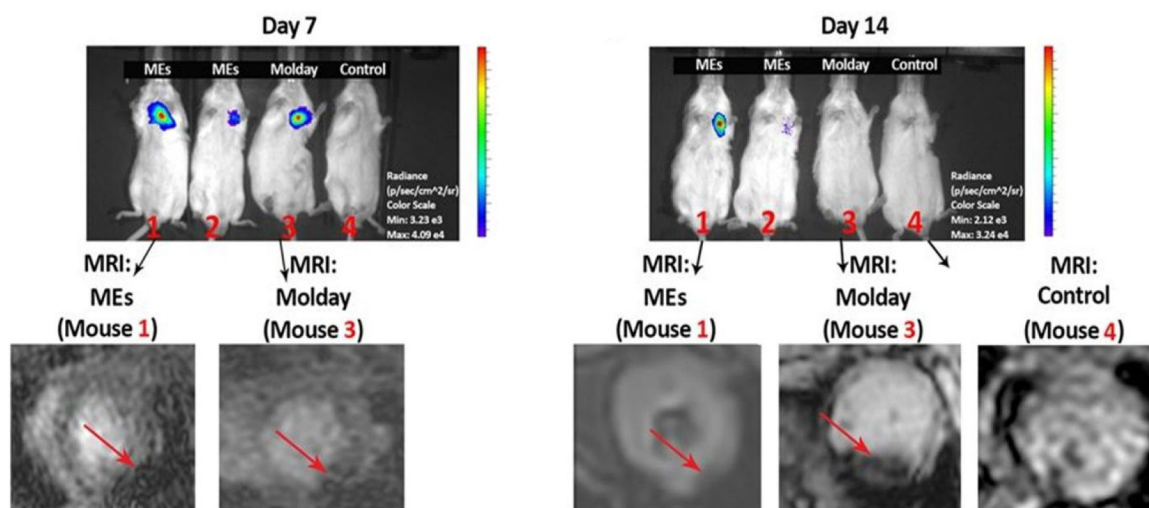 Day 7
MEs MEs Molday Control
Radiance
(p/sec/cm^2/sr)
Color Scale
Min: 3.23 e3
Max: 4.09 e4
1 2 3 4
MRI:
MEs
(Mouse 1)
MRI:
Molday
(Mouse 3)
Day 14
MEs MEs Molday Control
Radiance
(p/sec/cm^2/sr)
Color Scale
Min: 2.12 e3
Max: 3.24 e4
1 2 3 4
MRI:
MEs
(Mouse 1)
MRI:
Molday
(Mouse 3)
MRI:
Control
(Mouse 4)